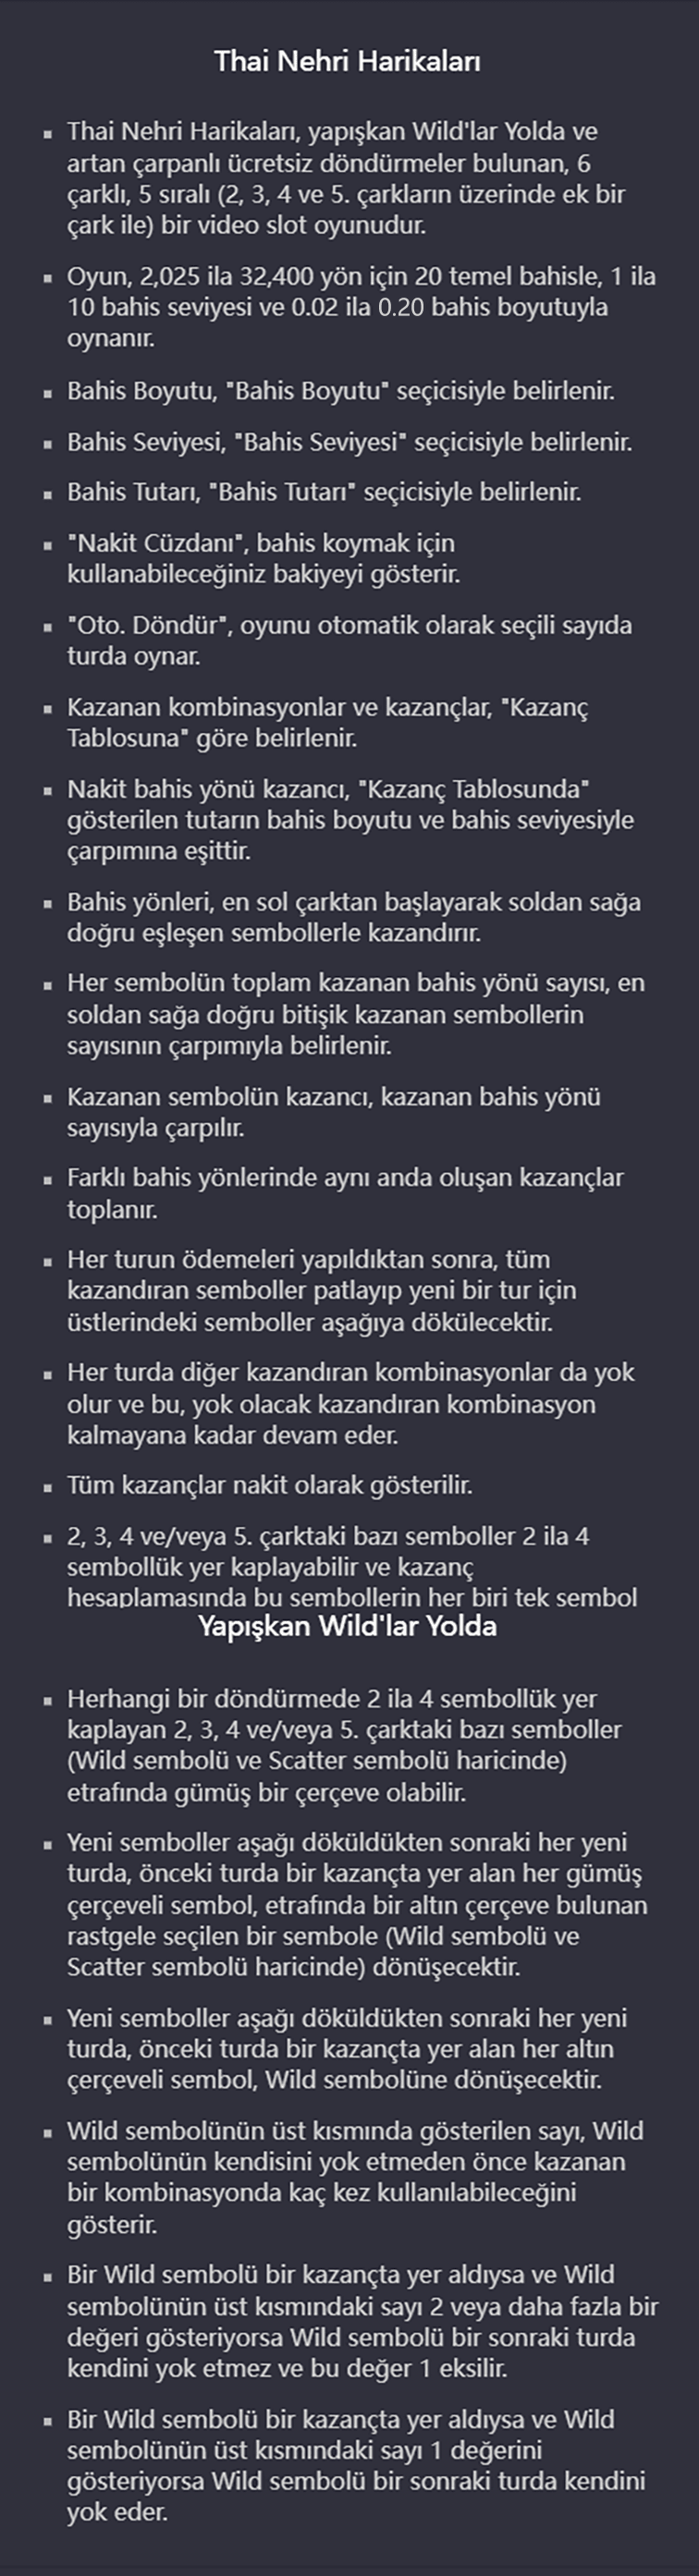 Thai Nehri Harikaları
▪ Thai Nehri Harikaları, yapışkan Wild'lar Yolda ve
artan çarpanlı ücretsiz döndürmeler bulunan, 6
çarklı, 5 sıralı (2, 3, 4 ve 5. çarkların üzerinde ek bir
çark ile) bir video slot oyunudur.
▪ Oyun, 2,025 ila 32,400 yön için 20 temel bahisle, 1 ila
10 bahis seviyesi ve 0.02 ila 0.20 bahis boyutuyla
oynanır.
▪ Bahis Boyutu, "Bahis Boyutu" seçicisiyle belirlenir.
▪ Bahis Seviyesi, "Bahis Seviyesi" seçicisiyle belirlenir.
▪ Bahis Tutarı, "Bahis Tutarı" seçicisiyle belirlenir.
▪ "Nakit Cüzdanı", bahis koymak için
kullanabileceğiniz bakiyeyi gösterir.
▪ "Oto. Döndür", oyunu otomatik olarak seçili sayıda
turda oynar.
▪ Kazanan kombinasyonlar ve kazançlar, "Kazanç
Tablosuna" göre belirlenir.
▪ Nakit bahis yönü kazancı, "Kazanç Tablosunda"
gösterilen tutarın bahis boyutu ve bahis seviyesiyle
çarpımına eşittir.
▪ Bahis yönleri, en sol çarktan başlayarak soldan sağa
doğru eşleşen sembollerle kazandırır.
▪ Her sembolün toplam kazanan bahis yönü sayısı, en
soldan sağa doğru bitişik kazanan sembollerin
sayısının çarpımıyla belirlenir.
▪ Kazanan sembolün kazancı, kazanan bahis yönü
sayısıyla çarpılır.
▪ Farklı bahis yönlerinde aynı anda oluşan kazançlar
toplanır.
▪ Her turun ödemeleri yapıldıktan sonra, tüm
kazandıran semboller patlayıp yeni bir tur için
üstlerindeki semboller aşağıya dökülecektir.
▪ Her turda diğer kazandıran kombinasyonlar da yok
olur ve bu, yok olacak kazandıran kombinasyon
kalmayana kadar devam eder.
▪ Tüm kazançlar nakit olarak gösterilir.
▪ 2, 3, 4 ve/veya 5. çarktaki bazı semboller 2 ila 4
sembollük yer kaplayabilir ve kazanç
hesaplamasında bu sembollerin her biri tek sembol
Yapışkan Wild'lar Yolda
▪ Herhangi bir döndürmede 2 ila 4 sembollük yer
kaplayan 2, 3, 4 ve/veya 5. çarktaki bazı semboller
(Wild sembolü ve Scatter sembolü haricinde)
etrafında gümüş bir çerçeve olabilir.
▪ Yeni semboller aşağı döküldükten sonraki her yeni
turda, önceki turda bir kazançta yer alan her gümüş
çerçeveli sembol, etrafında bir altın çerçeve bulunan
rastgele seçilen bir sembole (Wild sembolü ve
Scatter sembolü haricinde) dönüşecektir.
▪ Yeni semboller aşağı döküldükten sonraki her yeni
turda, önceki turda bir kazançta yer alan her altın
çerçeveli sembol, Wild sembolüne dönüşecektir.
▪ Wild sembolünün üst kısmında gösterilen sayı, Wild
sembolünün kendisini yok etmeden önce kazanan
bir kombinasyonda kaç kez kullanılabileceğini
gösterir.
▪ Bir Wild sembolü bir kazançta yer aldıysa ve Wild
sembolünün üst kısmındaki sayı 2 veya daha fazla bir
değeri gösteriyorsa Wild sembolü bir sonraki turda
kendini yok etmez ve bu değer 1 eksilir.
▪ Bir Wild sembolü bir kazançta yer aldıysa ve Wild
sembolünün üst kısmındaki sayı 1 değerini
gösteriyorsa Wild sembolü bir sonraki turda kendini
yok eder.